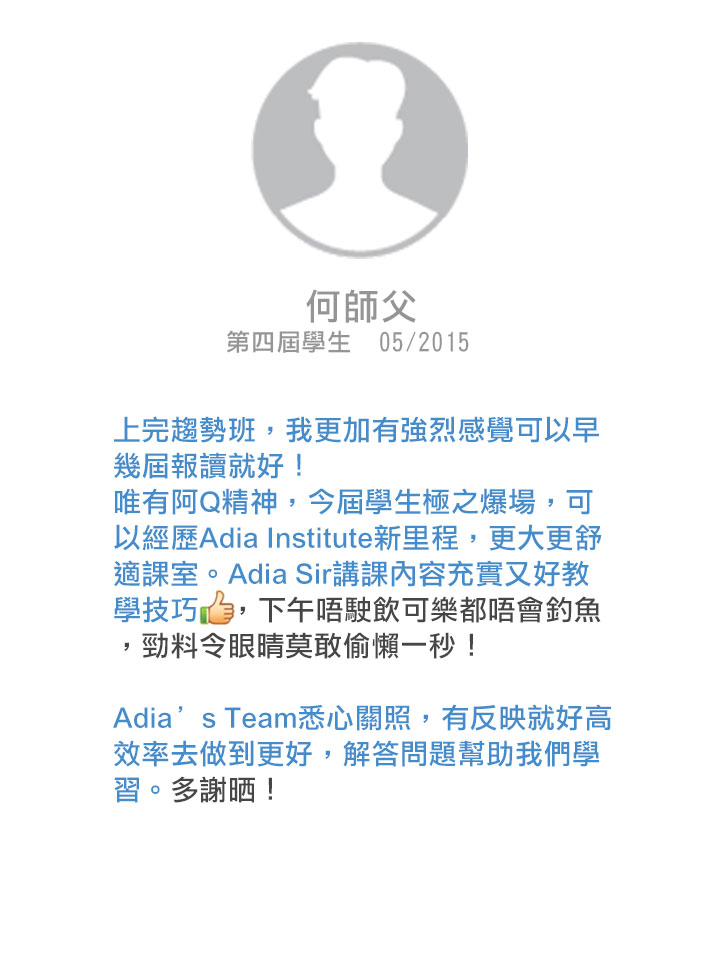 何師父
第四屆學生 05/2015
上完趨勢班，我更加有強烈感覺可以早
幾屆報讀就好！
唯有阿Q精神，今屆學生極之爆場，可
以經歷Adia Institute新里程，更大更舒
適課室。Adia Sir講課內容充實又好教
學技巧👍，下午唔駛飲可樂都唔會釣魚
，勁料令眼睛莫敢偷懶一秒！
Adia’s Team悉心關照，有反映就好高
效率去做到更好，解答問題幫助我們學
習。多謝晒！